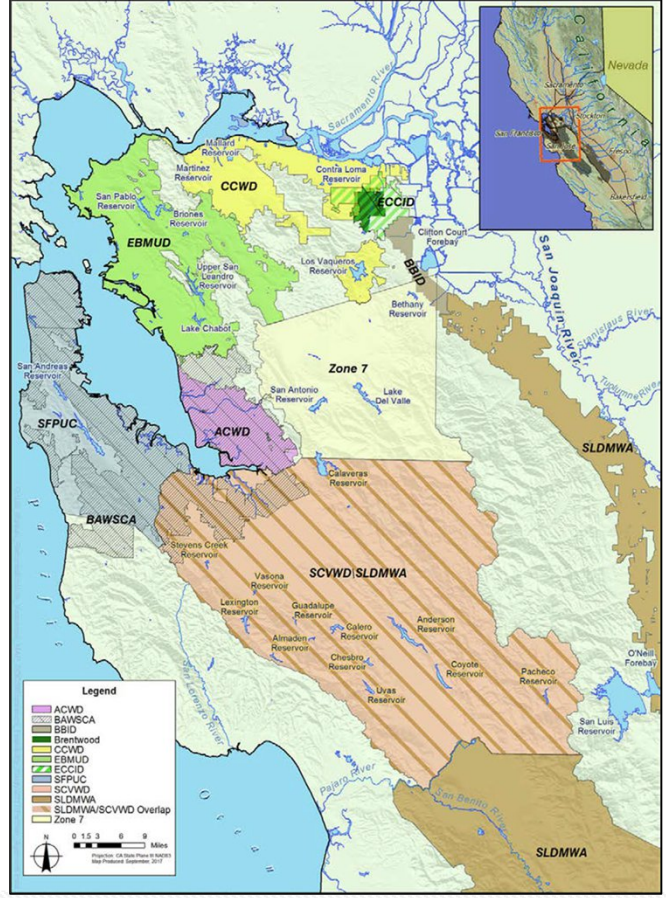 California
Nevada
Sacramento
Stockton
San Francisco
San Jose
Fresno
Bakersfield
Sacramento River
Mallard
Reservoir
Martinez
Reservoir
CCWD
Contra Loma
Reservoir
ECCID
San Pablo
Reservoir
Briones
Reservoir
EBMUD
Clifton Court
Forebay
Los Vaqueros
Reservoir
BBID
Upper San
Leandro
Reservoir
Bethany
Reservoir
San Joaquin River
Stanislaus River
Lake Chabot
Tuolumne River
Zone 7
San Andreas
Reservoir
San Antonio
Reservoir
Lake
Del Valle
SFPUC
ACWD
SLDMWA
Calaveras
Reservoir
BAWSCA
Pacific
Stevens Creek
Reservoir
SCVWD|SLDMWA
Vasona
Reservoir
Lexington
Reservoir
Guadalupe
Reservoir
Calero
Reservoir
Anderson
Reservoir
Almaden
Reservoir
Chesbro
Reservoir
Coyote
Reservoir
Pacheco
Reservoir
Uvas
Reservoir
O'Neill
Forebay
San Luis
Reservoir
San Lorenzo River
Pajaro River
San Benito River
Ocean
SLDMWA
Legend
ACWD
BAWSCA
BBID
Brentwood
CCWD
EBMUD
ECCID
SFPUC
SCVWD
SLDMWA
SLDMWA/SCVWD Overlap
Zone 7
N
0 1.5 3 6 9
Miles
Projection: CA State Plane III NAD83
Map Produced: September, 2017